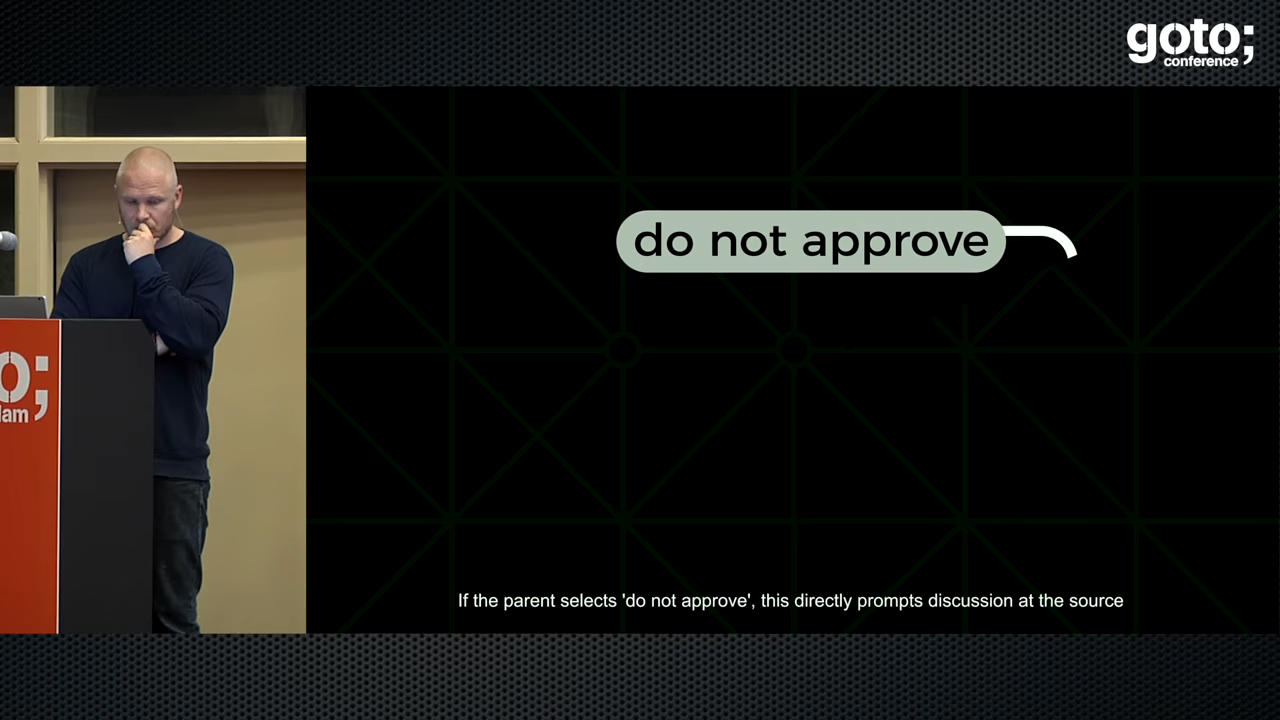 goto;
conference
do not approve
o;
dam
If the parent selects 'do not approve', this directly prompts discussion at the source